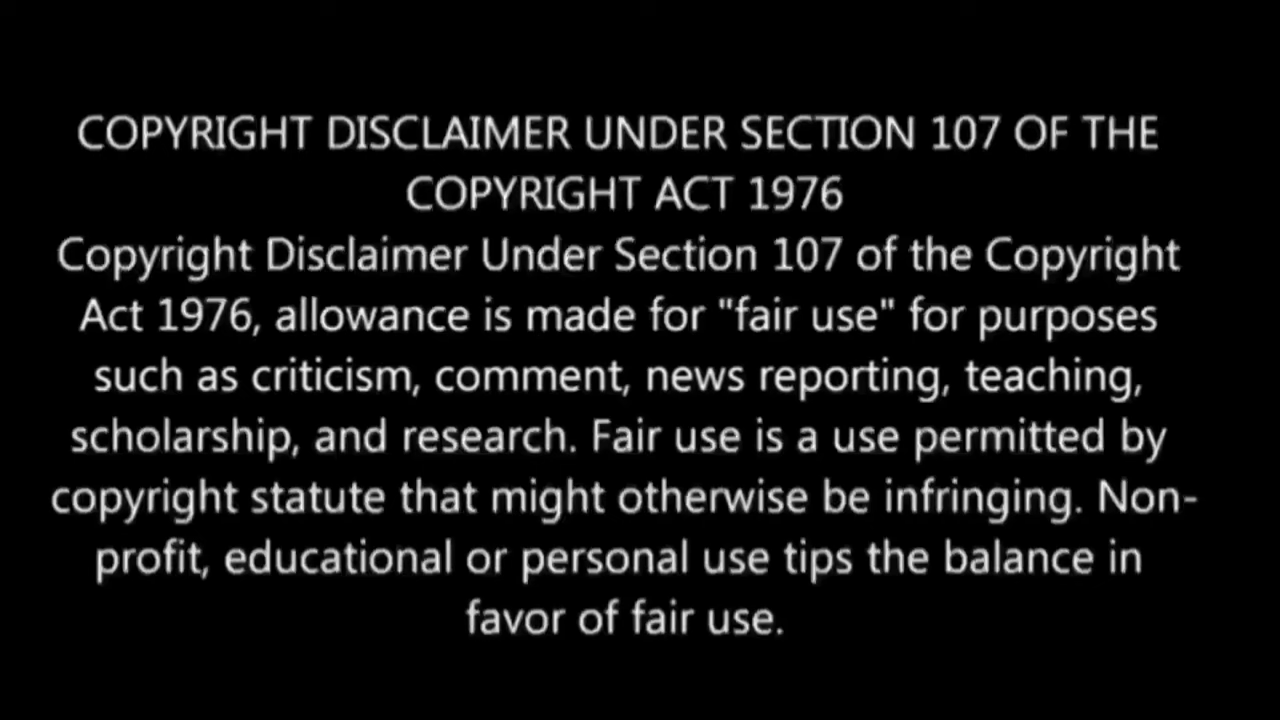 COPYRIGHT DISCLAIMER UNDER SECTION 107 OF THE
COPYRIGHT ACT 1976
Copyright Disclaimer Under Section 107 of the Copyright
Act 1976, allowance is made for "fair use" for purposes
such as criticism, comment, news reporting, teaching,
scholarship, and research. Fair use is a use permitted by
copyright statute that might otherwise be infringing. Non-
profit, educational or personal use tips the balance in
favor of fair use.